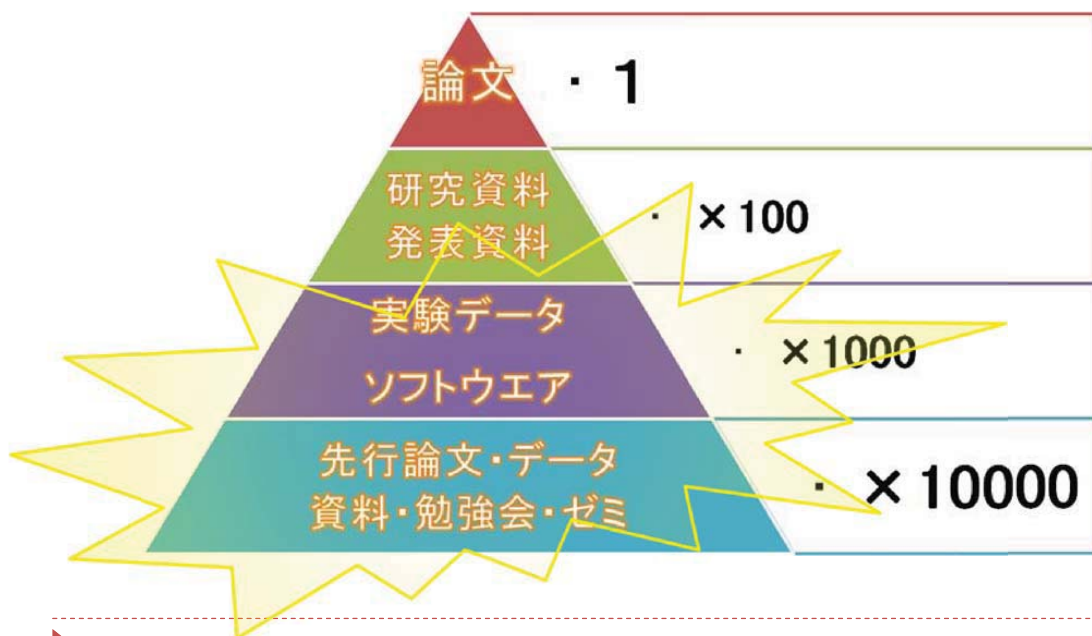 論文
・ 1
研究資料
発表資料
・ ×100
実験データ
ソフトウエア
・ ×1000
先行論文・データ
資料・勉強会・ゼミ
・ ×10000